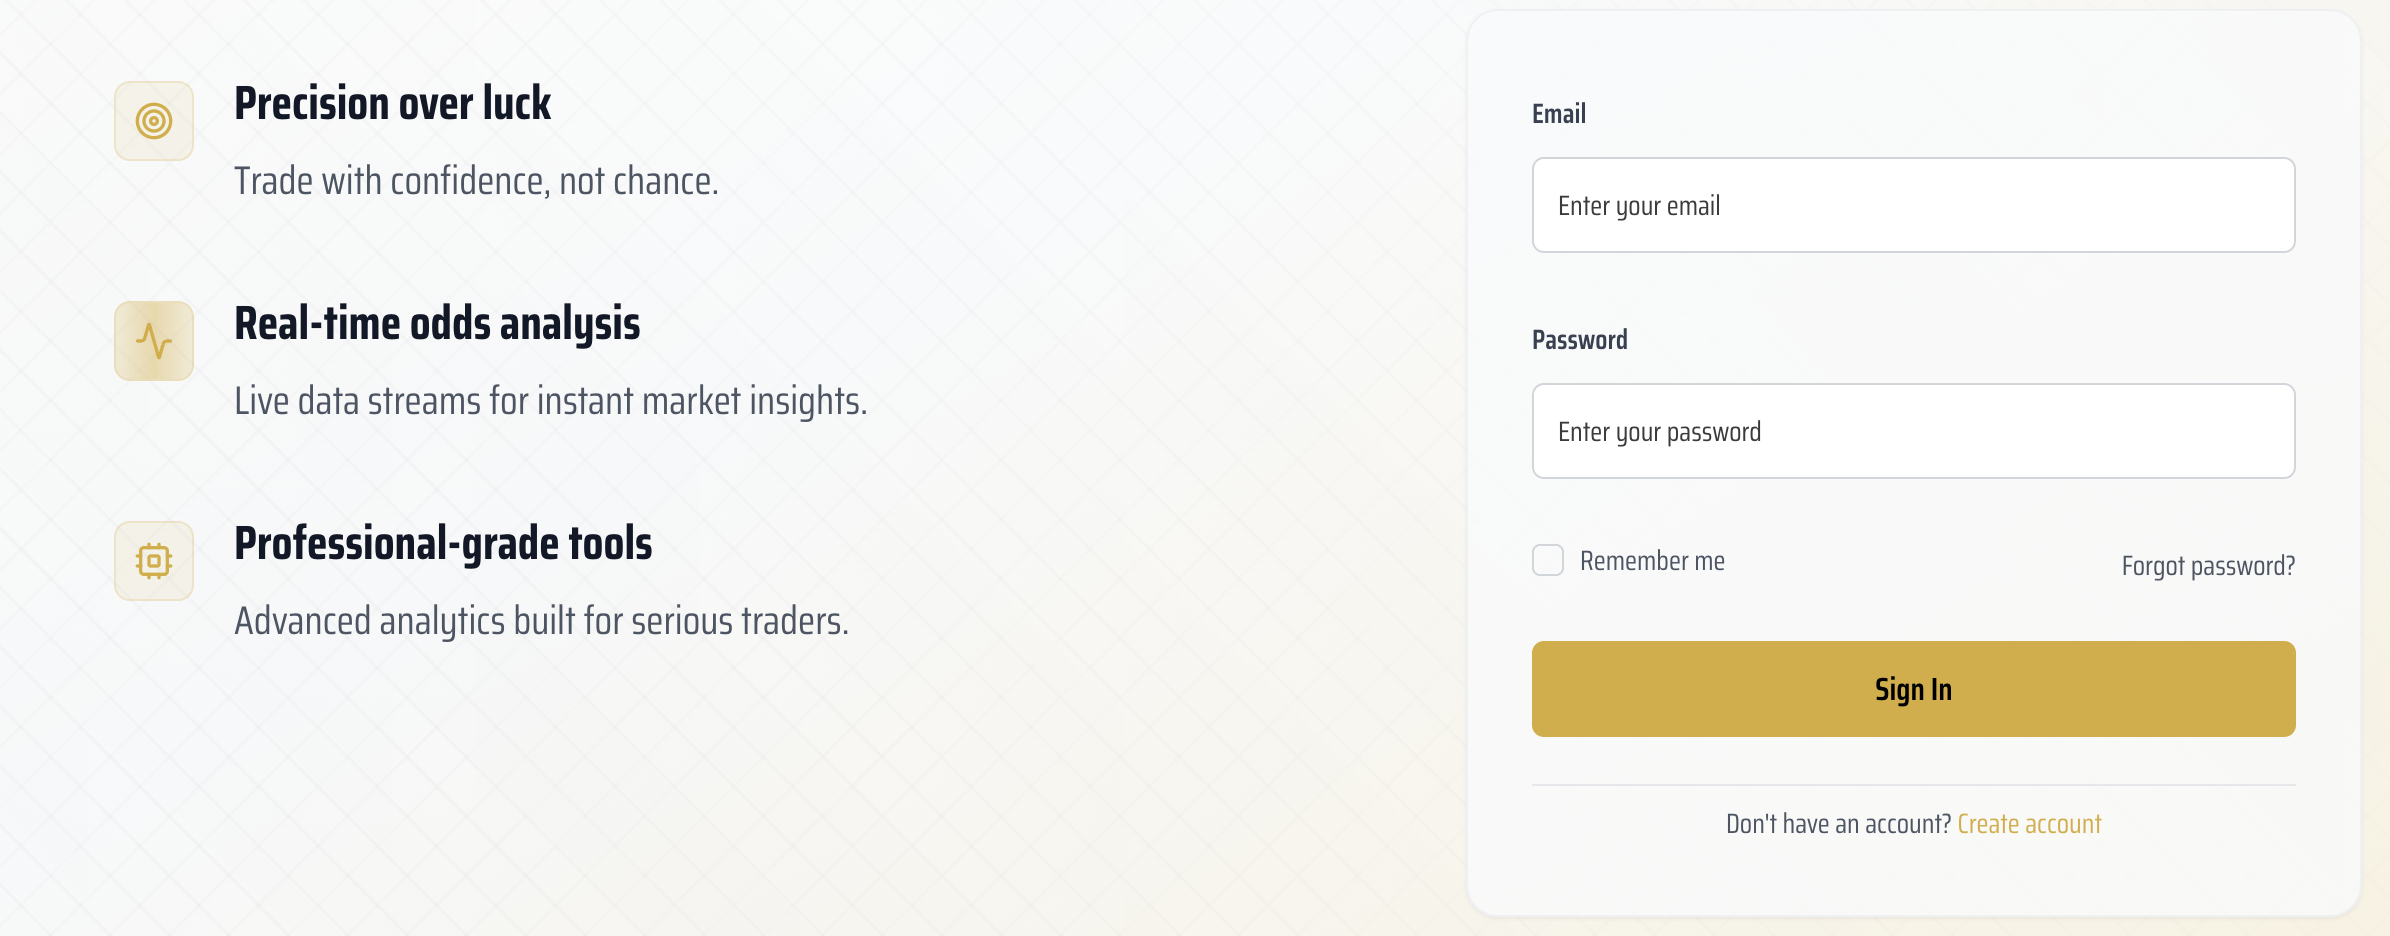 Precision over luck
Trade with confidence, not chance.
Real-time odds analysis
Live data streams for instant market insights.
Professional-grade tools
Advanced analytics built for serious traders.
Email
Enter your email
Password
Enter your password
Remember me
Forgot password?
Sign In
Don't have an account? Create account